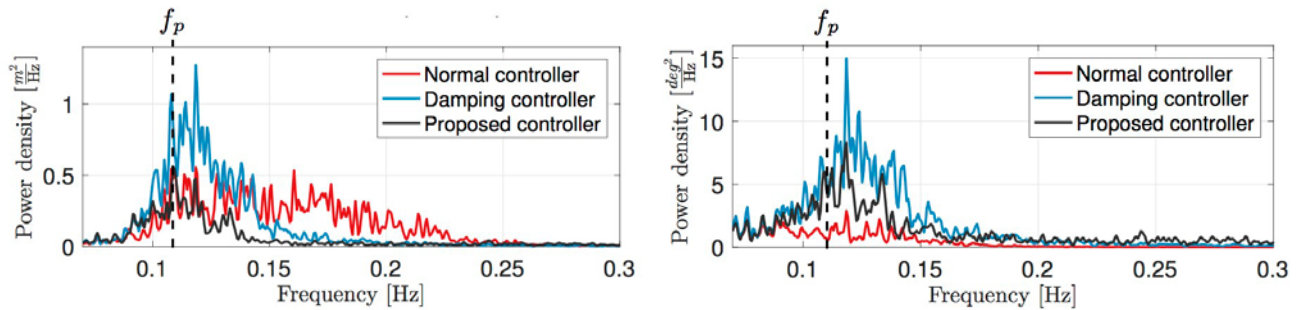 f_p
Power density [m²/Hz]
1
0.5
0
Normal controller
Damping controller
Proposed controller
0.1 0.15 0.2 0.25 0.3
Frequency [Hz]
f_p
Power density [deg²/Hz]
15
10
5
0
Normal controller
Damping controller
Proposed controller
0.1 0.15 0.2 0.25 0.3
Frequency [Hz]